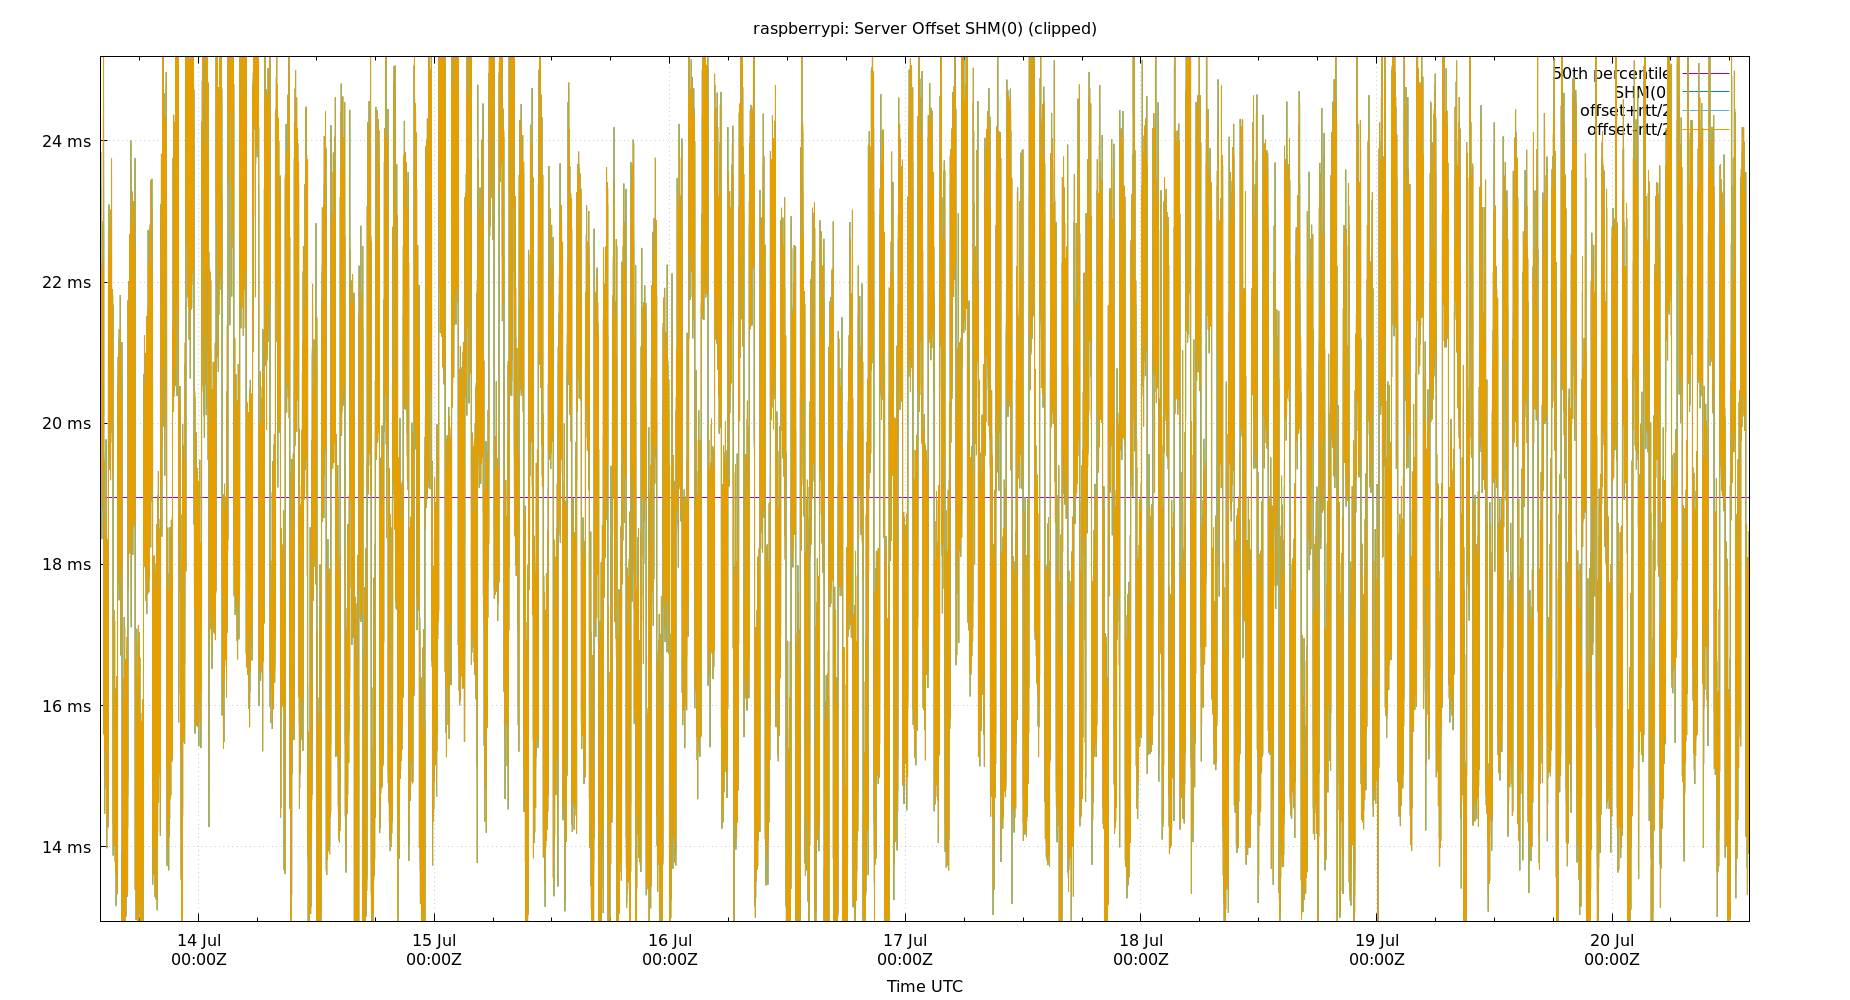 raspberrypi: Server Offset SHM(0) (clipped)
50th percentile
SHM(0)
offset+rtt/2
offset-rtt/2
24 ms
22 ms
20 ms
18 ms
16 ms
14 ms
14 Jul
00:00Z
15 Jul
00:00Z
16 Jul
00:00Z
17 Jul
00:00Z
18 Jul
00:00Z
19 Jul
00:00Z
20 Jul
00:00Z
Time UTC